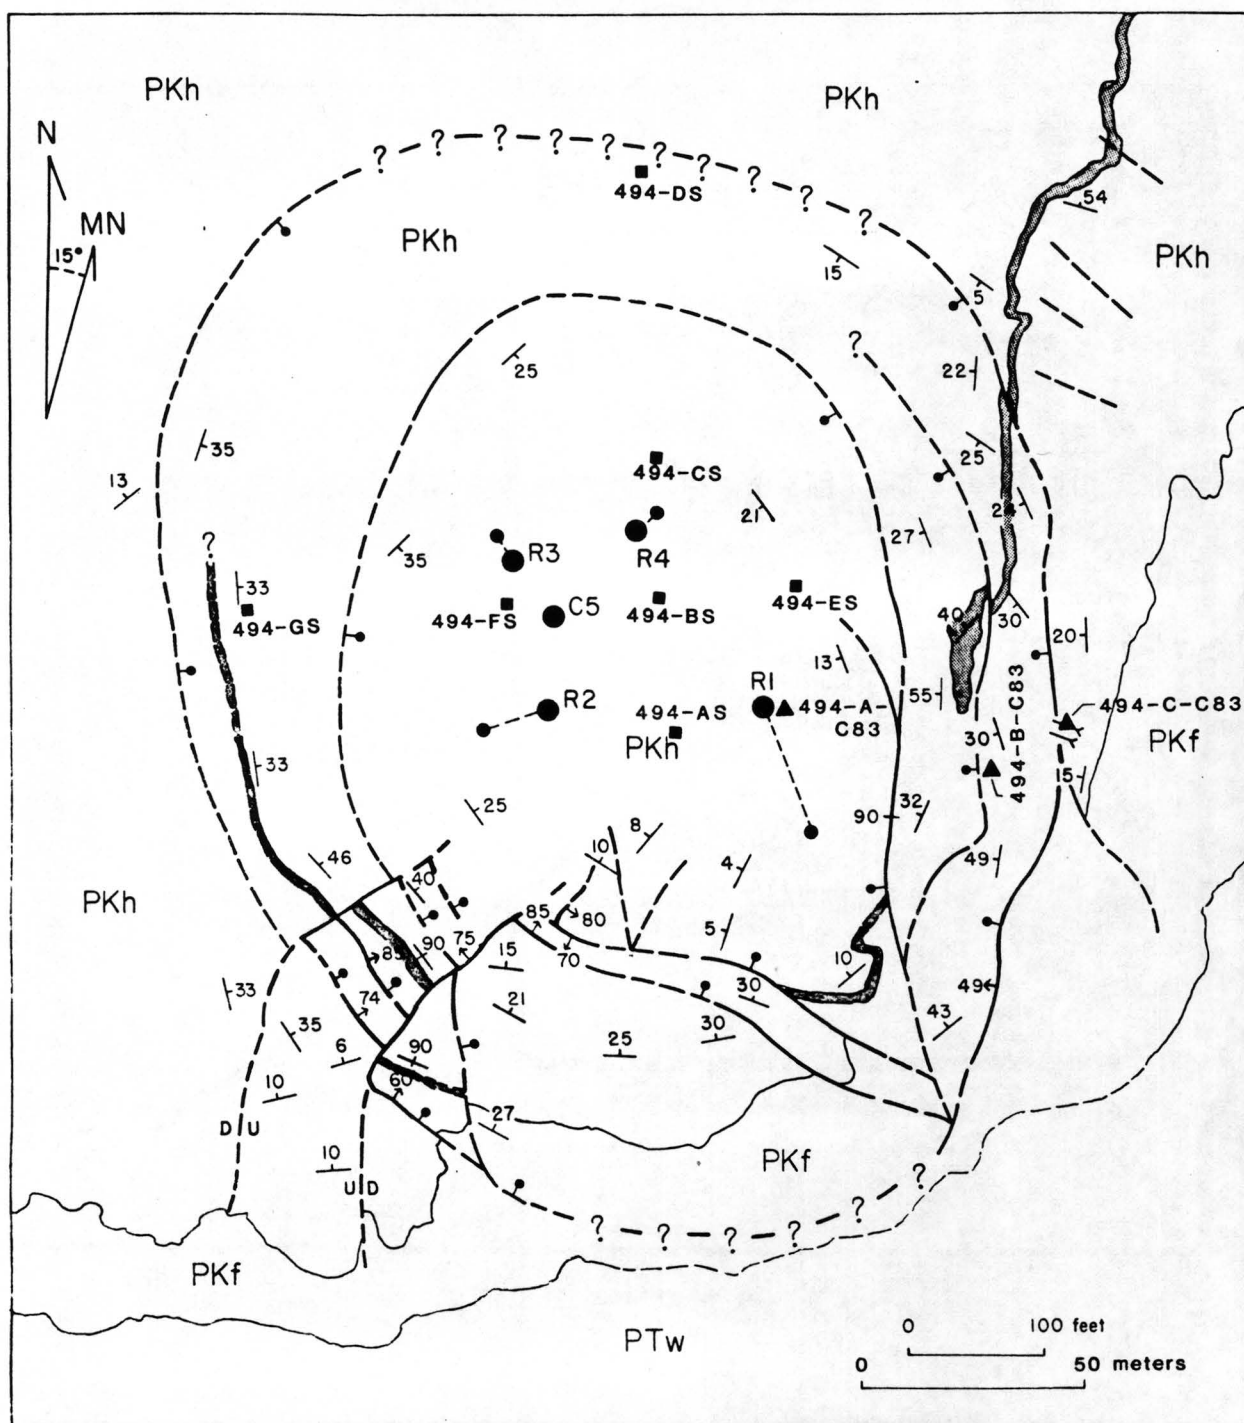 PKh
PKh
N
? ? ? ? ? ? ? ? ? ?
494-DS
54
MN
15°
PKh
15
PKh
5
?
25
22
35
13
25
494-CS
24
21
27
?
35
R3
R4
33
494-GS
494-FS
C5
494-BS
494-ES
40
30
20
13
R2
R1
55
494-AS
494-A-
C83
PKh
30
494-B-C83
494-C-C83
PKf
33
5
25
8
90
32
10
46
4
49
40
PKh
85
80
5
85
90
75
15
70
10
33
74
21
30
49
35
30
43
6
90
25
10
60
27
D U
10
U D
PKf
? ? ? ? ? ?
PKf
PTw
0 100 feet
0 50 meters